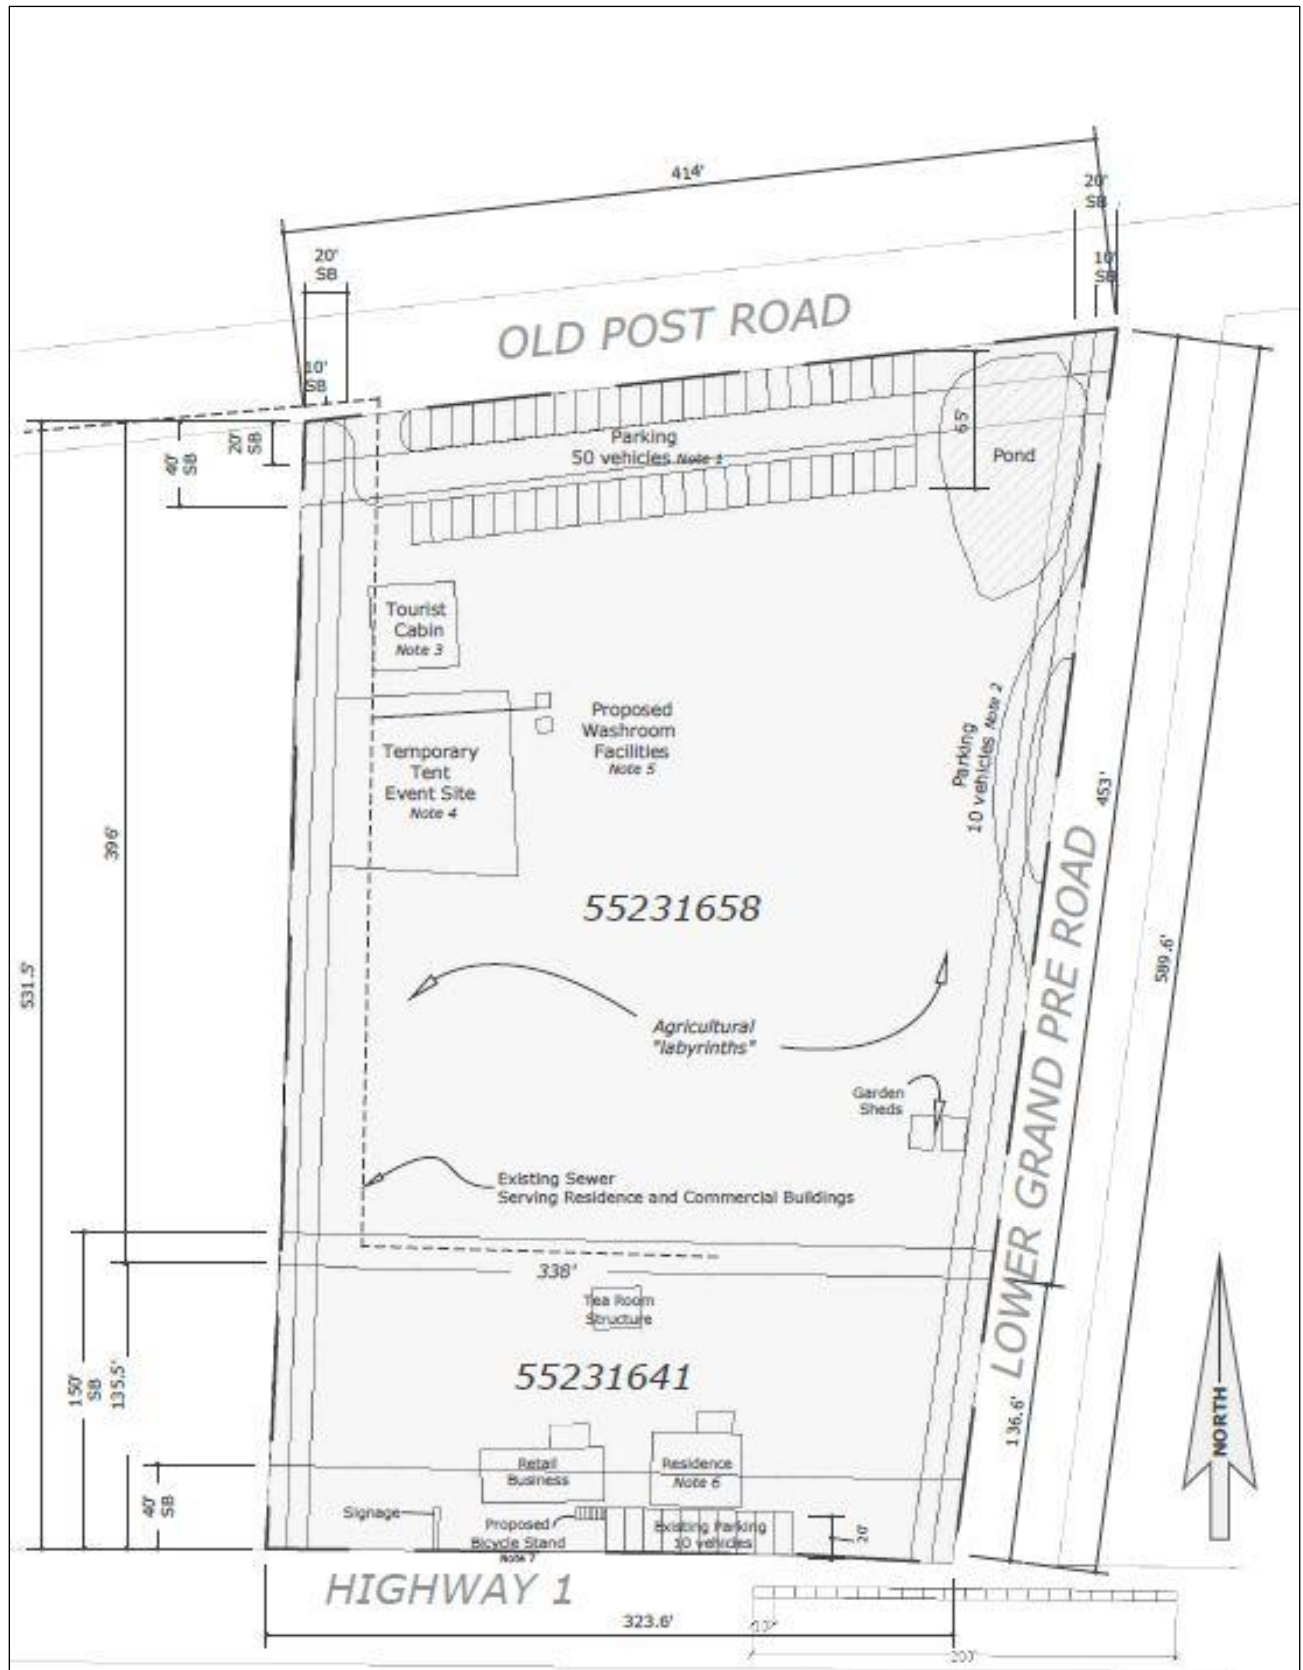 414'
20'
SB
20'
SB
10'
SB
OLD POST ROAD
10'
SB
20'
SB
40'
SB
Parking
50 vehicles Note 1
65'
Pond
Tourist
Cabin
Note 3
Proposed
Washroom
Facilities
Note 5
Temporary
Tent
Event Site
Note 4
Parking
10 vehicles Note 2
453'
396'
55231658
531.5'
589.6'
LOWER GRAND PRE ROAD
Agricultural
"labyrinths"
Garden
Sheds
Existing Sewer
Serving Residence and Commercial Buildings
338'
Tea Room
Structure
55231641
150'
SB
135.5'
136.6'
NORTH
Retail
Business
Residence
Note 6
40'
SB
Signage
Proposed
Bicycle Stand
Note 7
Existing Parking
10 vehicles
20'
HIGHWAY 1
323.6'